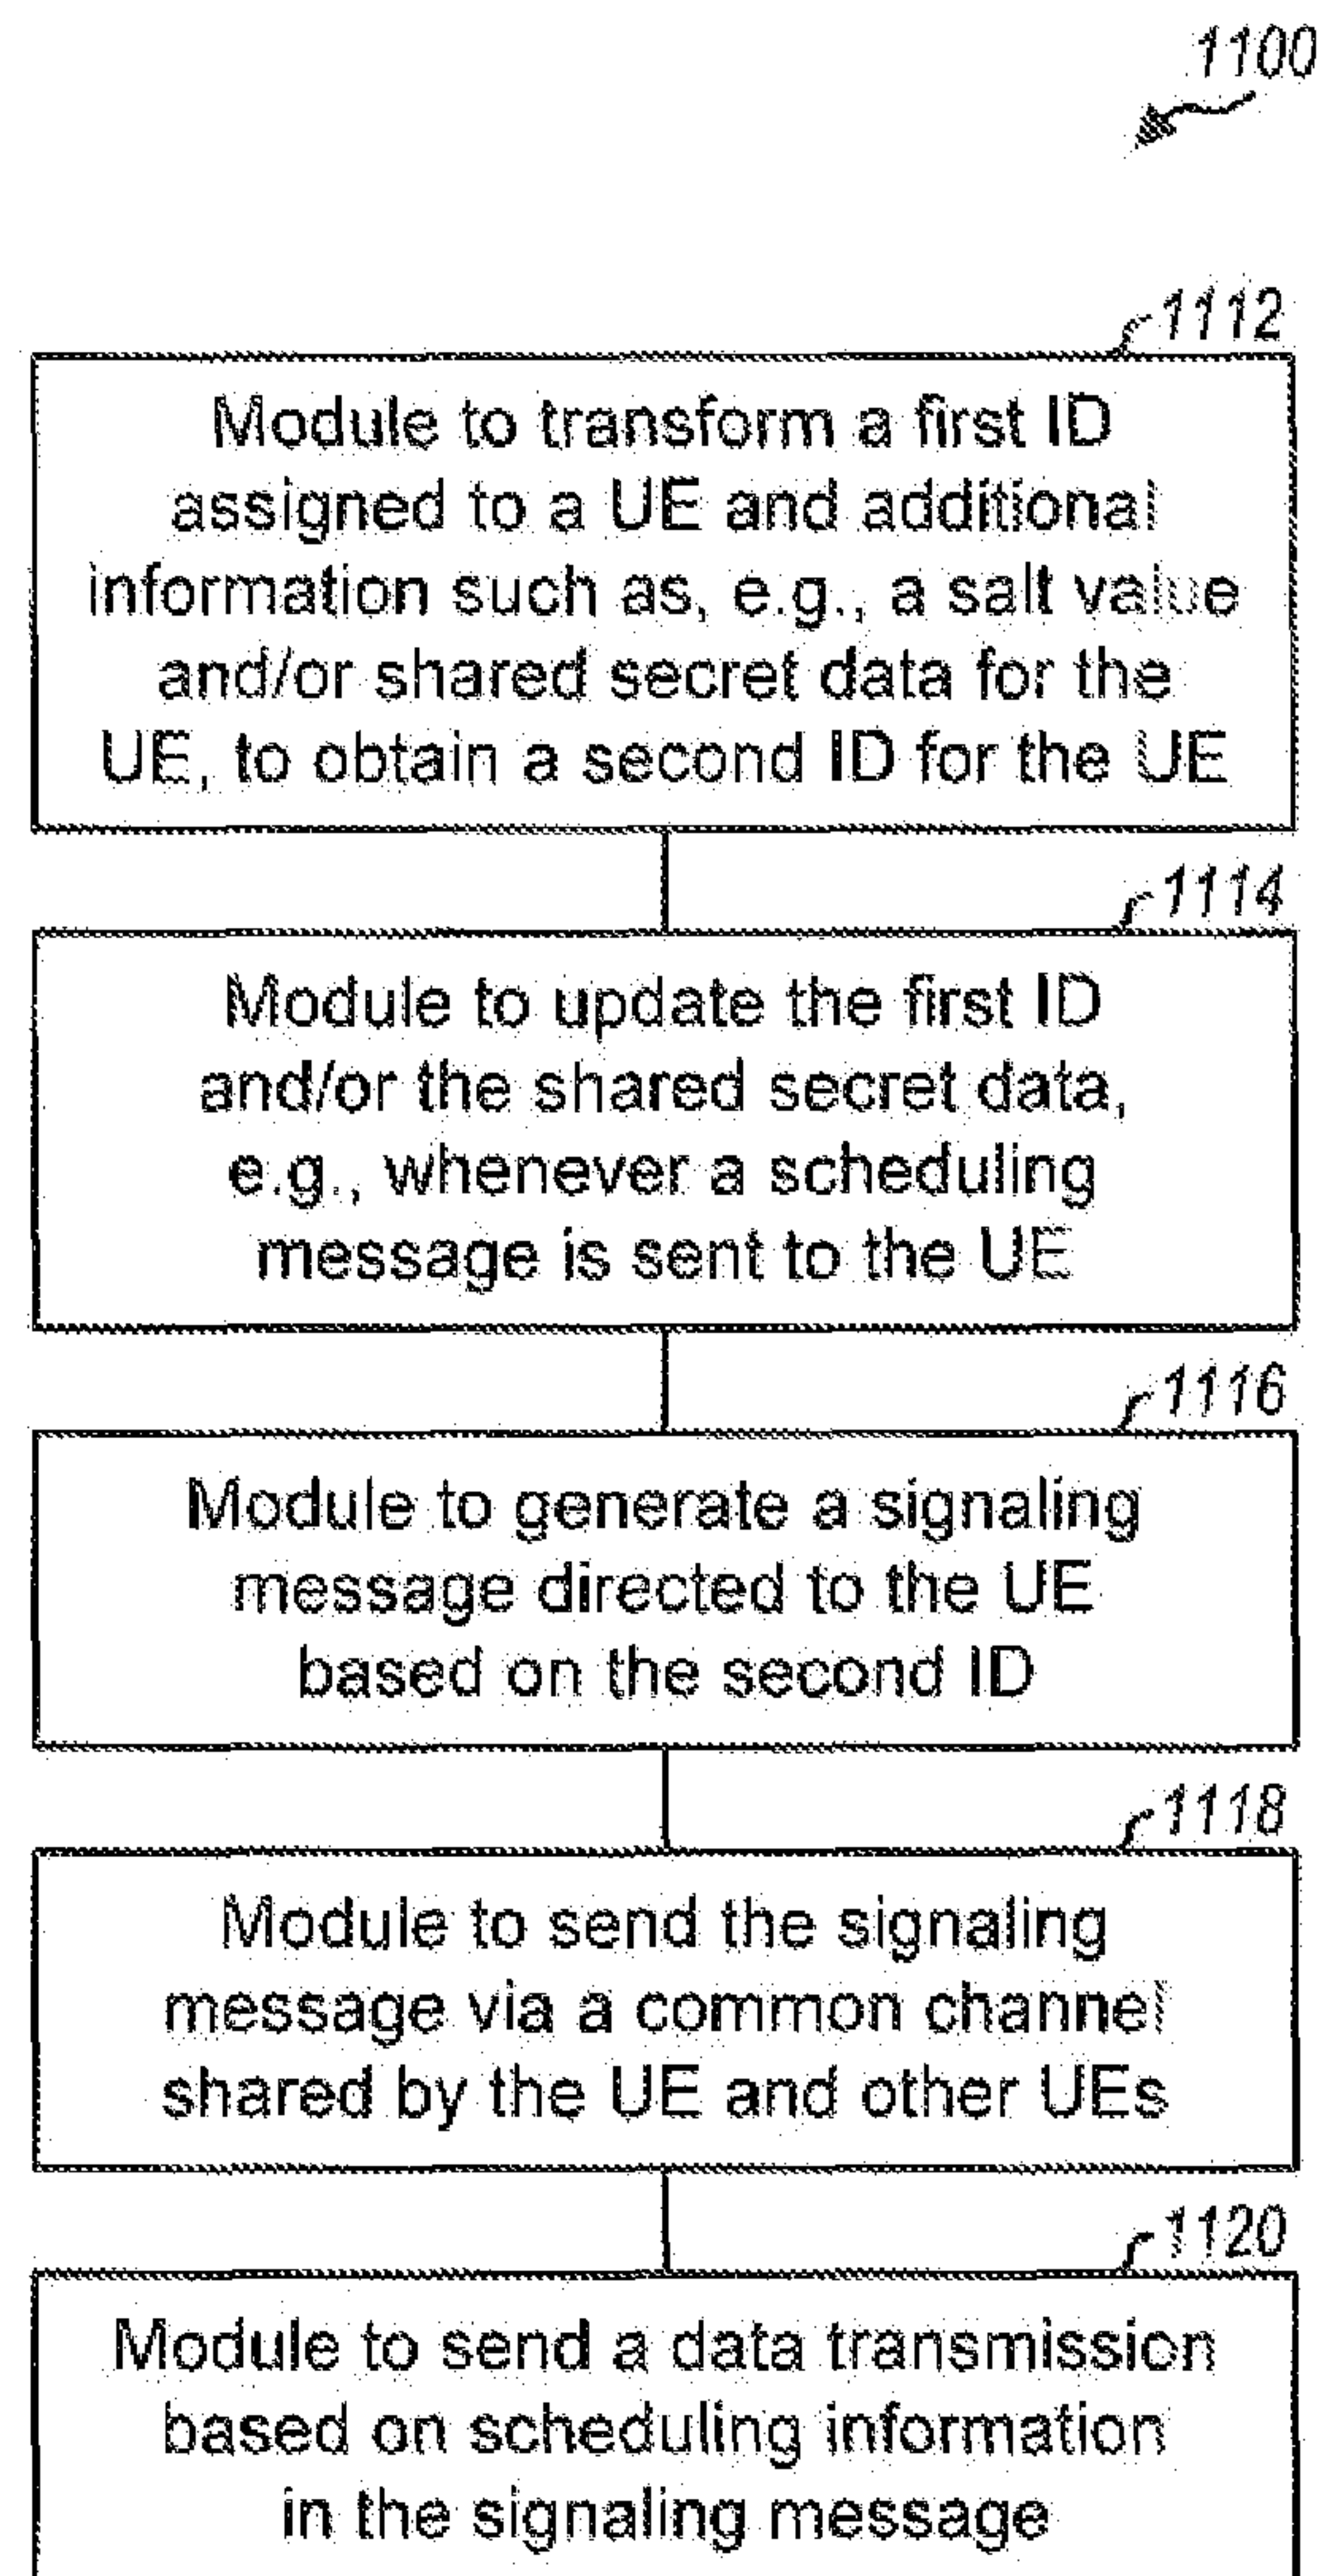 1100
1112
Module to transform a first ID
assigned to a UE and additional
information such as, e.g., a salt value
and/or shared secret data for the
UE, to obtain a second ID for the UE
1114
Module to update the first ID
and/or the shared secret data,
e.g., whenever a scheduling
message is sent to the UE
1116
Module to generate a signaling
message directed to the UE
based on the second ID
1118
Module to send the signaling
message via a common channel
shared by the UE and other UEs
1120
Module to send a data transmission
based on scheduling information
in the signaling message